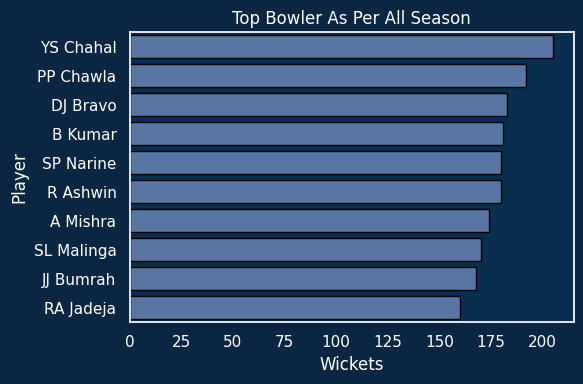 Top Bowler As Per All Season
YS Chahal
PP Chawla
DJ Bravo
B Kumar
SP Narine
R Ashwin
A Mishra
SL Malinga
JJ Bumrah
RA Jadeja
Player
0 25 50 75 100 125 150 175 200
Wickets